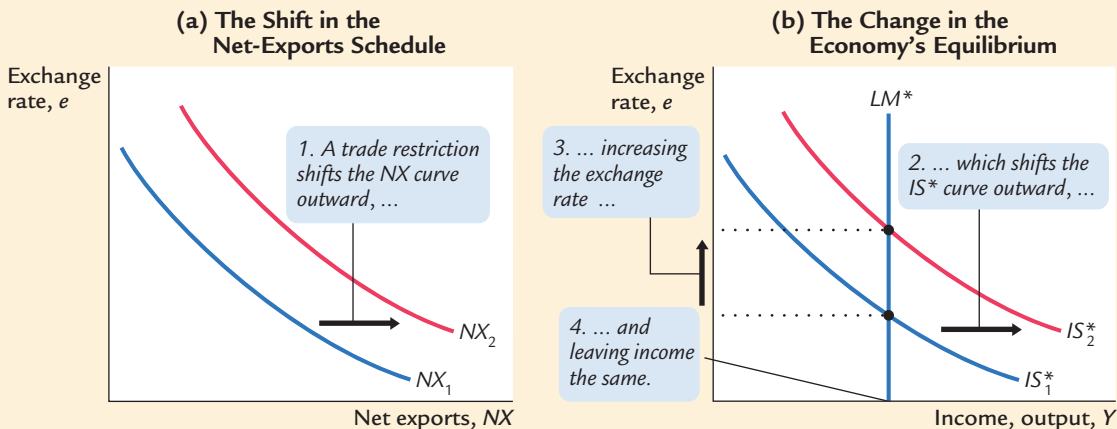 (a) The Shift in the
Net-Exports Schedule
Exchange
rate, e
1. A trade restriction
shifts the NX curve
outward, ...
NX₂
NX₁
Net exports, NX
(b) The Change in the
Economy's Equilibrium
Exchange
rate, e
LM*
3. ... increasing
the exchange
rate ...
2. ... which shifts the
IS* curve outward, ...
4. ... and
leaving income
the same.
IS*₂
IS*₁
Income, output, Y